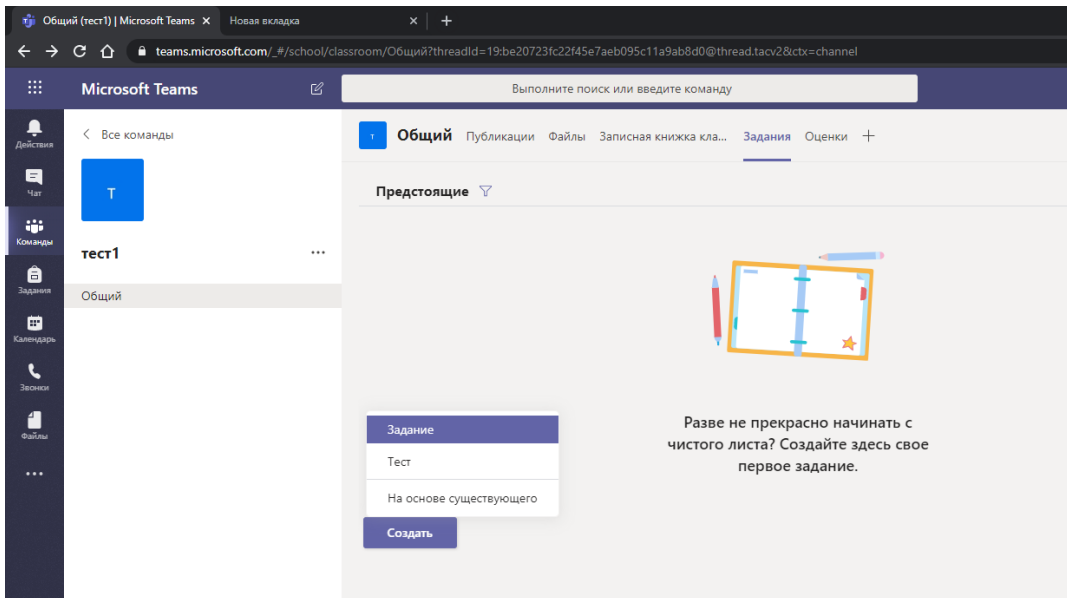 Общий (тест1) | Microsoft Teams
Новая вкладка
teams.microsoft.com/_#/school/classroom/Общий?threadId=19:be20723fc22f45e7aeb095c11a9ab8d0@thread.tacv2&ctx=channel
Microsoft Teams
Выполните поиск или введите команду
Действия
Чат
Команды
Задания
Календарь
Звонки
Файлы
Все команды
Т
тест1
Общий
т
Общий Публикации Файлы Записная книжка кла... Задания Оценки
Предстоящие
Разве не прекрасно начинать с
чистого листа? Создайте здесь свое
первое задание.
Задание
Тест
На основе существующего
Создать